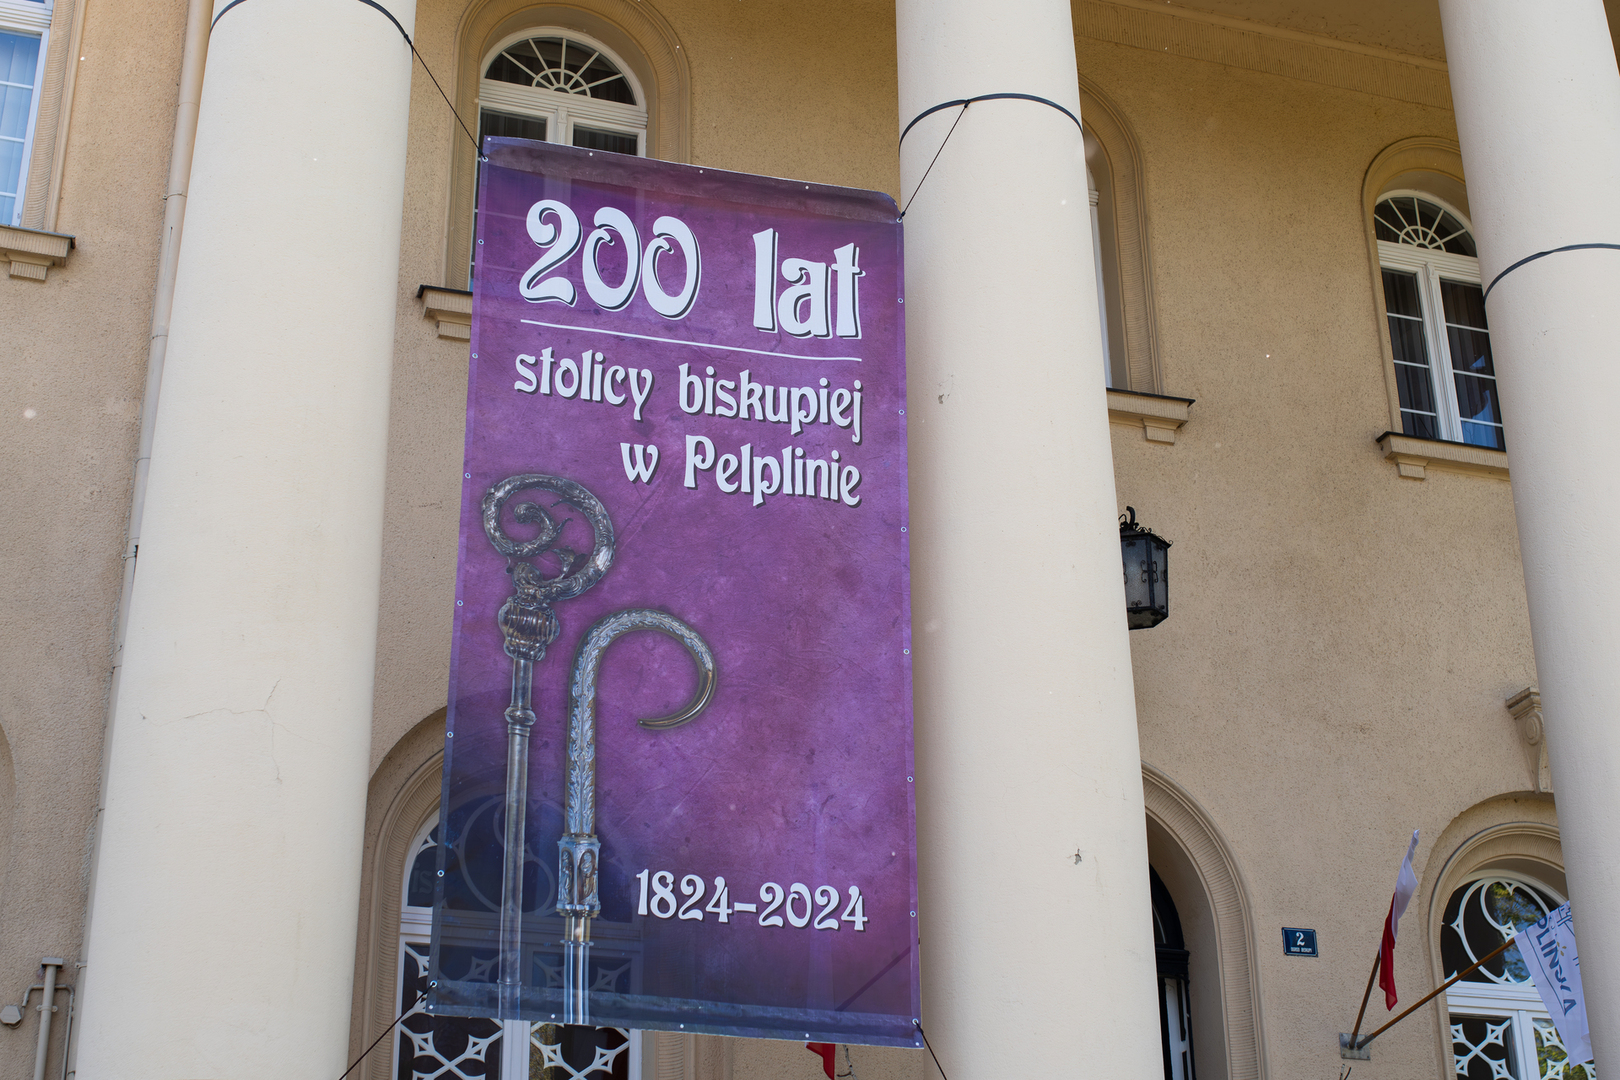 200 lat
stolicy biskupiej
w Pelplinie
1824-2024
2